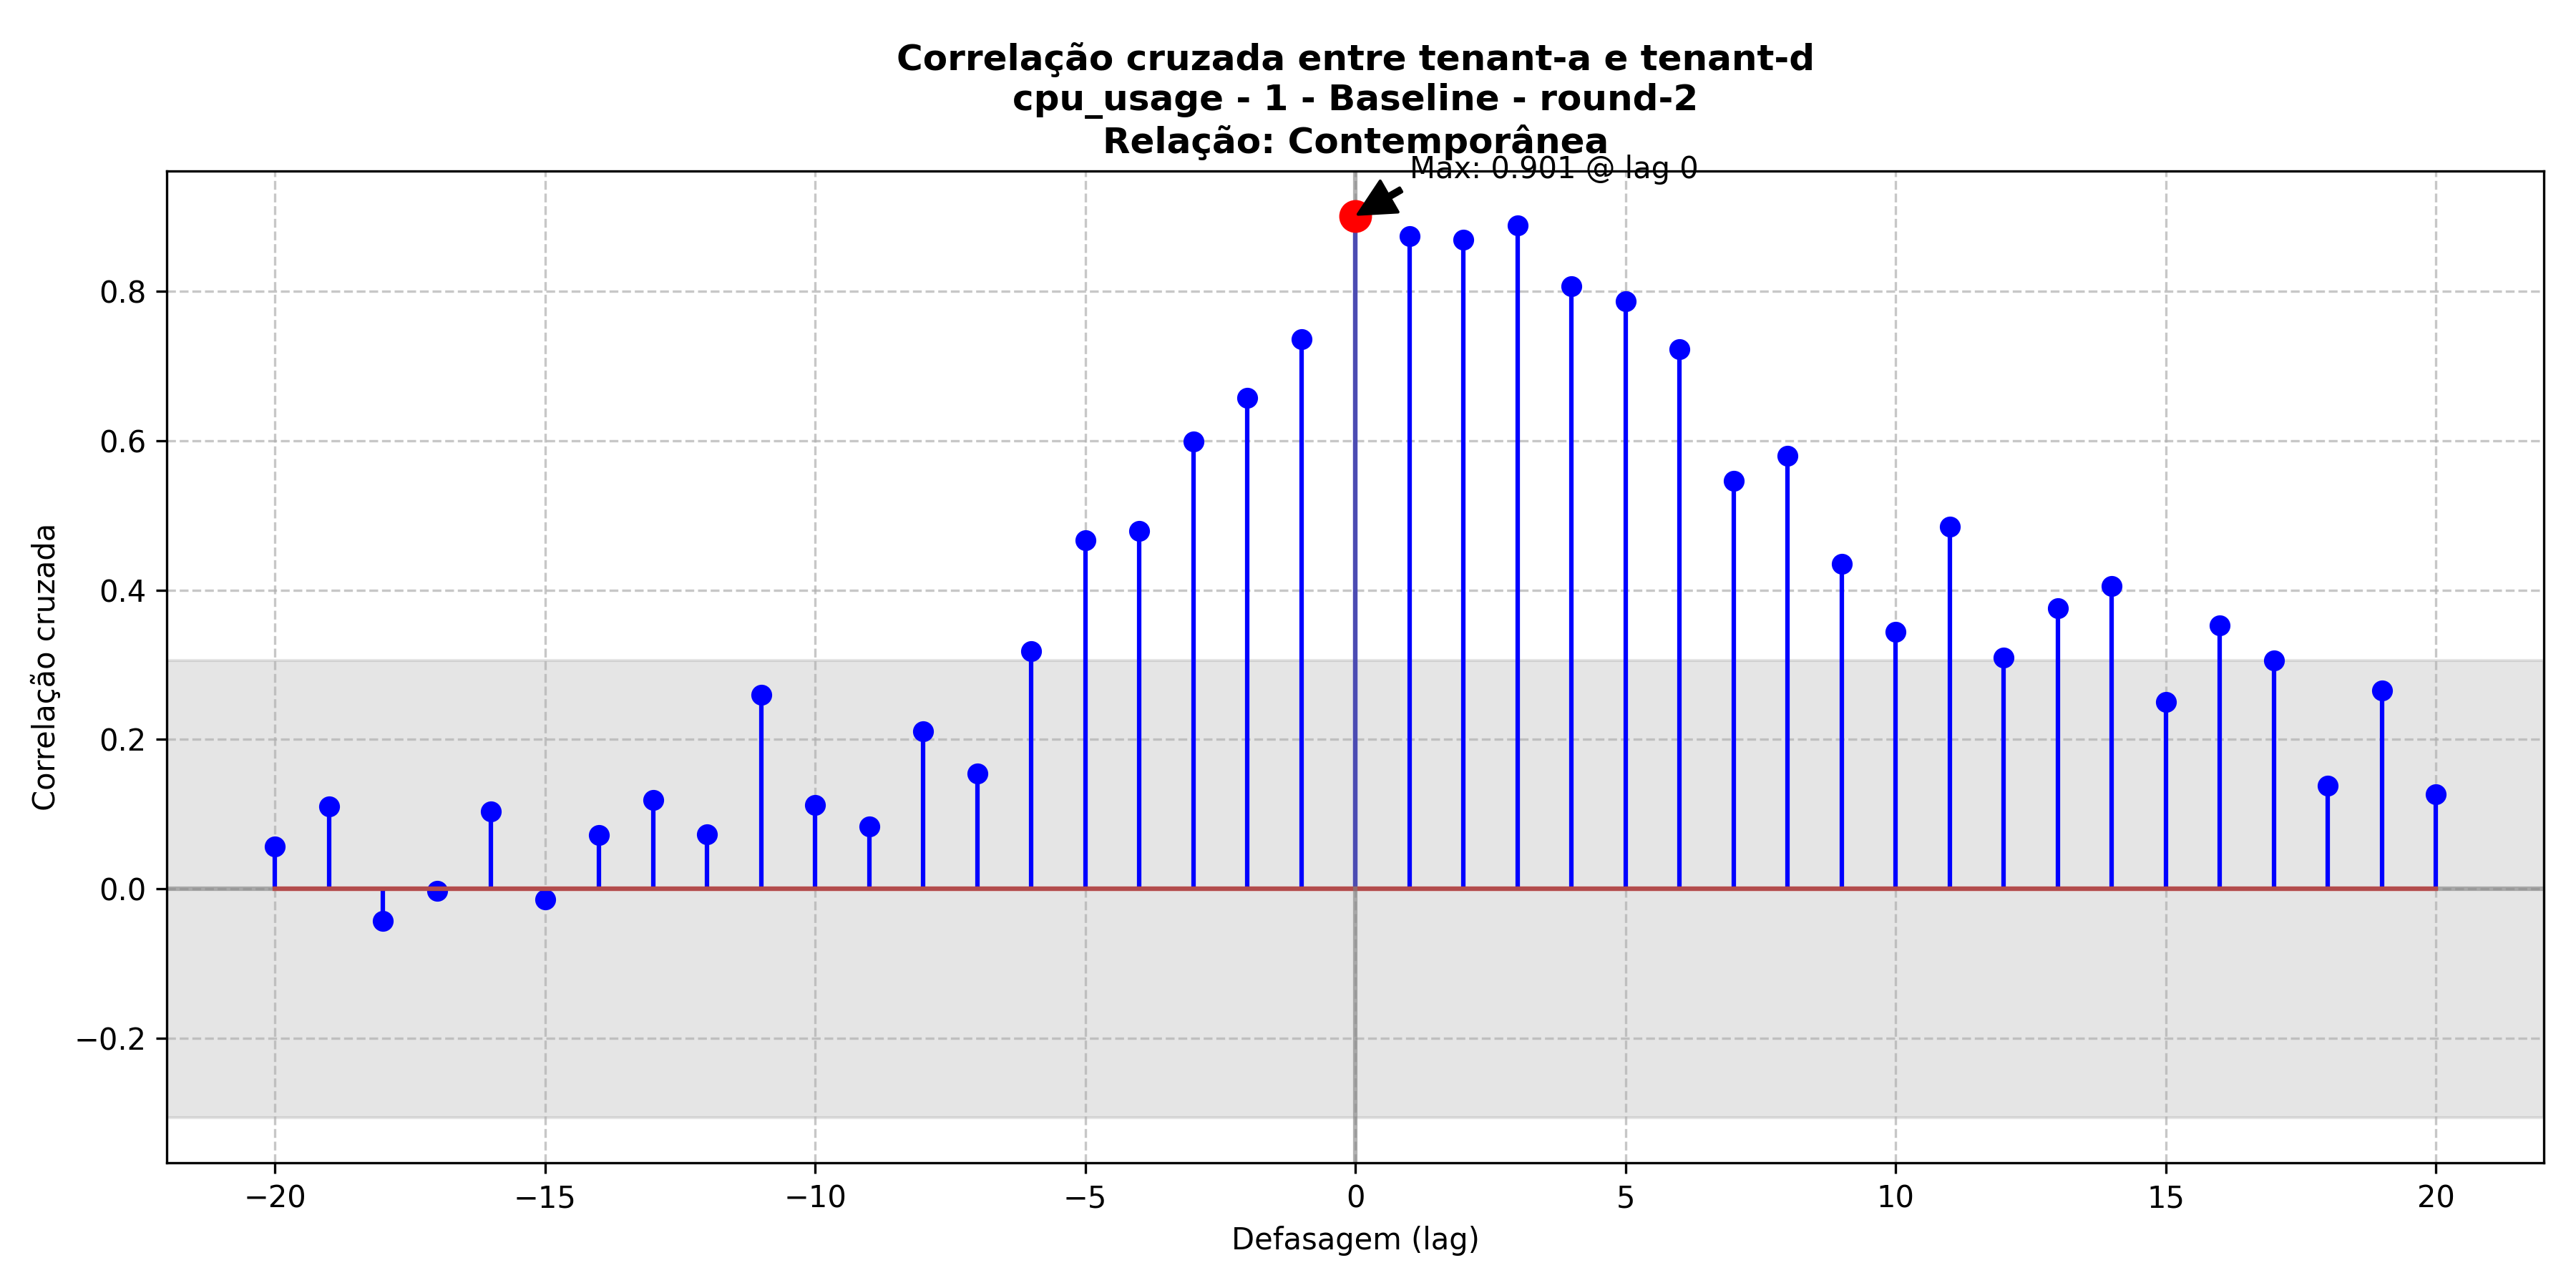 Correlação cruzada entre tenant-a e tenant-d
cpu_usage - 1 - Baseline - round-2
Relação: Contemporânea
Max: 0.901 @ lag 0
Correlação cruzada
0.8
0.6
0.4
0.2
0.0
−0.2
−20 −15 −10 −5 0 5 10 15 20
Defasagem (lag)